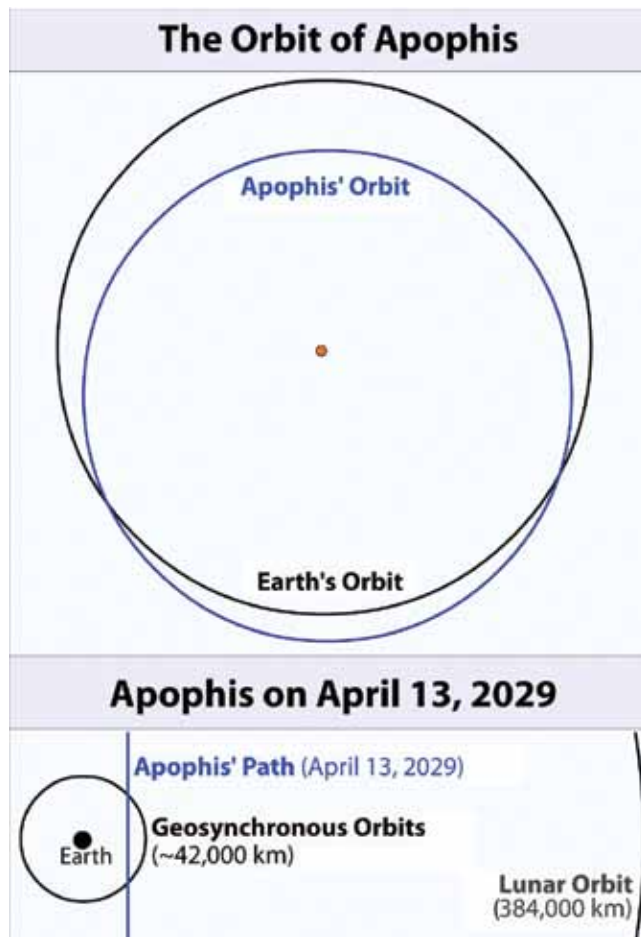 The Orbit of Apophis
Apophis' Orbit
Earth's Orbit
Apophis on April 13, 2029
Apophis' Path (April 13, 2029)
Geosynchronous Orbits
(~42,000 km)
Earth
Lunar Orbit
(384,000 km)